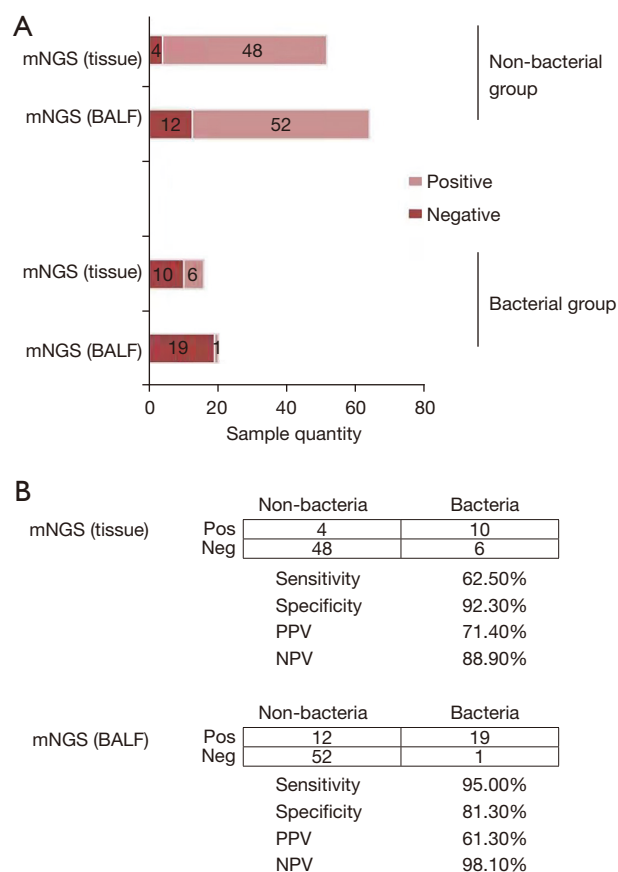 A
mNGS (tissue)
4 48
Non-bacterial
group
mNGS (BALF)
12 52
Positive
Negative
mNGS (tissue)
10 6
Bacterial group
mNGS (BALF)
19 1
0 20 40 60 80
Sample quantity
B
Non-bacteria Bacteria
mNGS (tissue) Pos 4 10
Neg 48 6
Sensitivity 62.50%
Specificity 92.30%
PPV 71.40%
NPV 88.90%
Non-bacteria Bacteria
mNGS (BALF) Pos 12 19
Neg 52 1
Sensitivity 95.00%
Specificity 81.30%
PPV 61.30%
NPV 98.10%